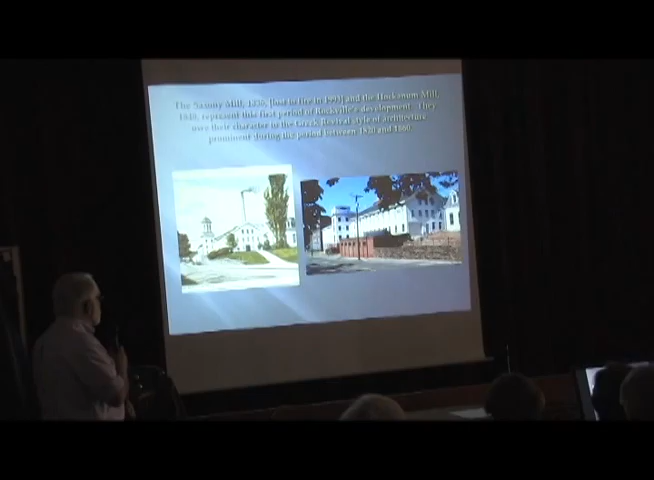 The Saxony Mill, 1836, [lost to fire in 1993] and the Hockanum Mill,
1849, represent this first period of Rockville's development. They
owe their character to the Greek Revival style of architecture
prominent during the period between 1820 and 1860.